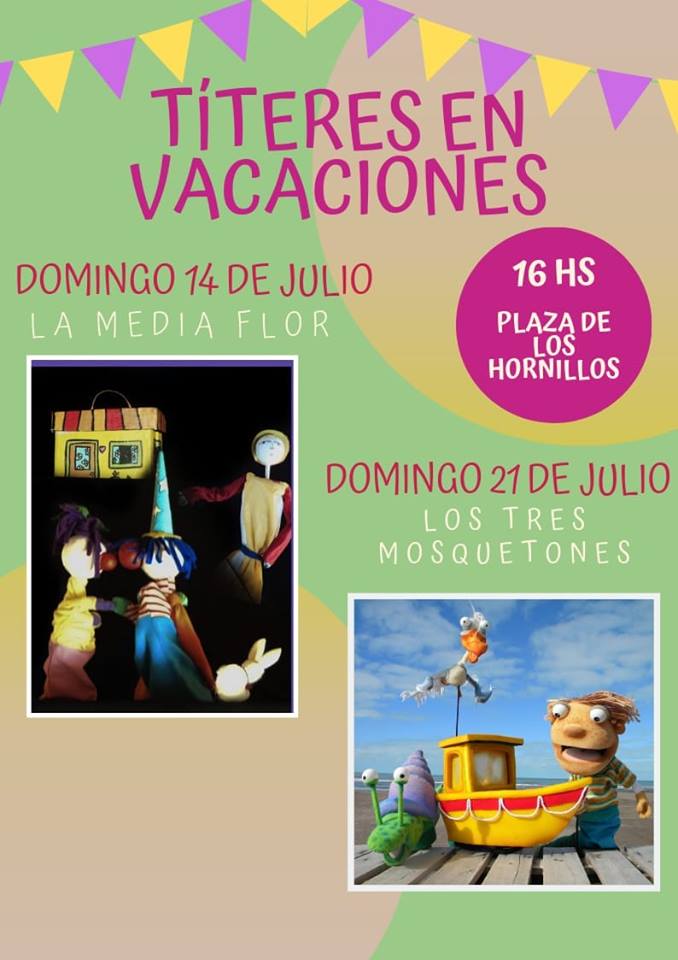 TÍTERES EN
VACACIONES
DOMINGO 14 DE JULIO
LA MEDIA FLOR
16 HS
PLAZA DE
LOS
HORNILLOS
DOMINGO 21 DE JULIO
LOS TRES
MOSQUETONES